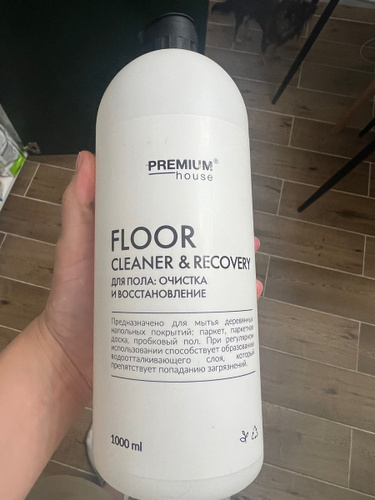 PREMIUM®
house
FLOOR
CLEANER & RECOVERY
ДЛЯ ПОЛА: ОЧИСТКА
И ВОССТАНОВЛЕНИЕ
Предназначено для мытья деревянных
напольных покрытий: паркет, паркетная
доска, пробковый пол. При регулярном
использовании способствует образованию
водоотталкивающего слоя, который
препятствует попаданию загрязнений.
1000 ml